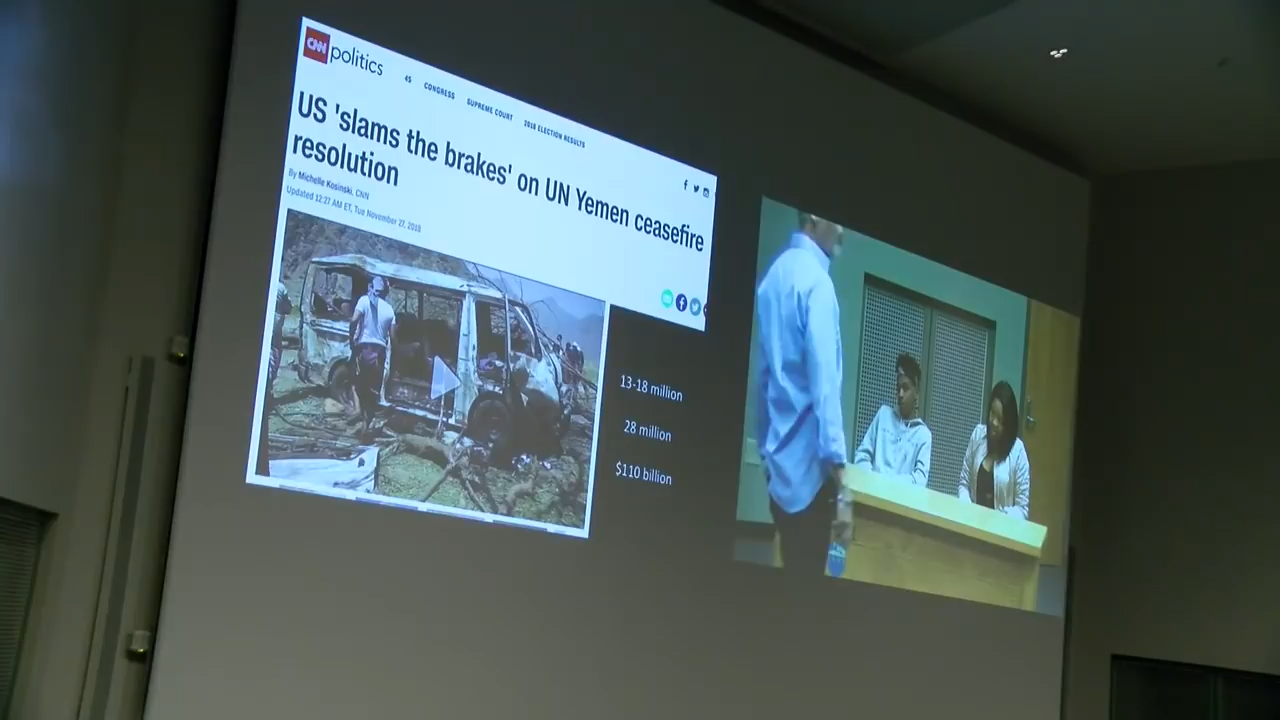 CNN politics
45 CONGRESS SUPREME COURT 2018 ELECTION RESULTS
US 'slams the brakes' on UN Yemen ceasefire
resolution
By Michelle Kosinski, CNN
Updated 12:27 AM ET, Tue November 27, 2018
13-18 million
28 million
$110 billion